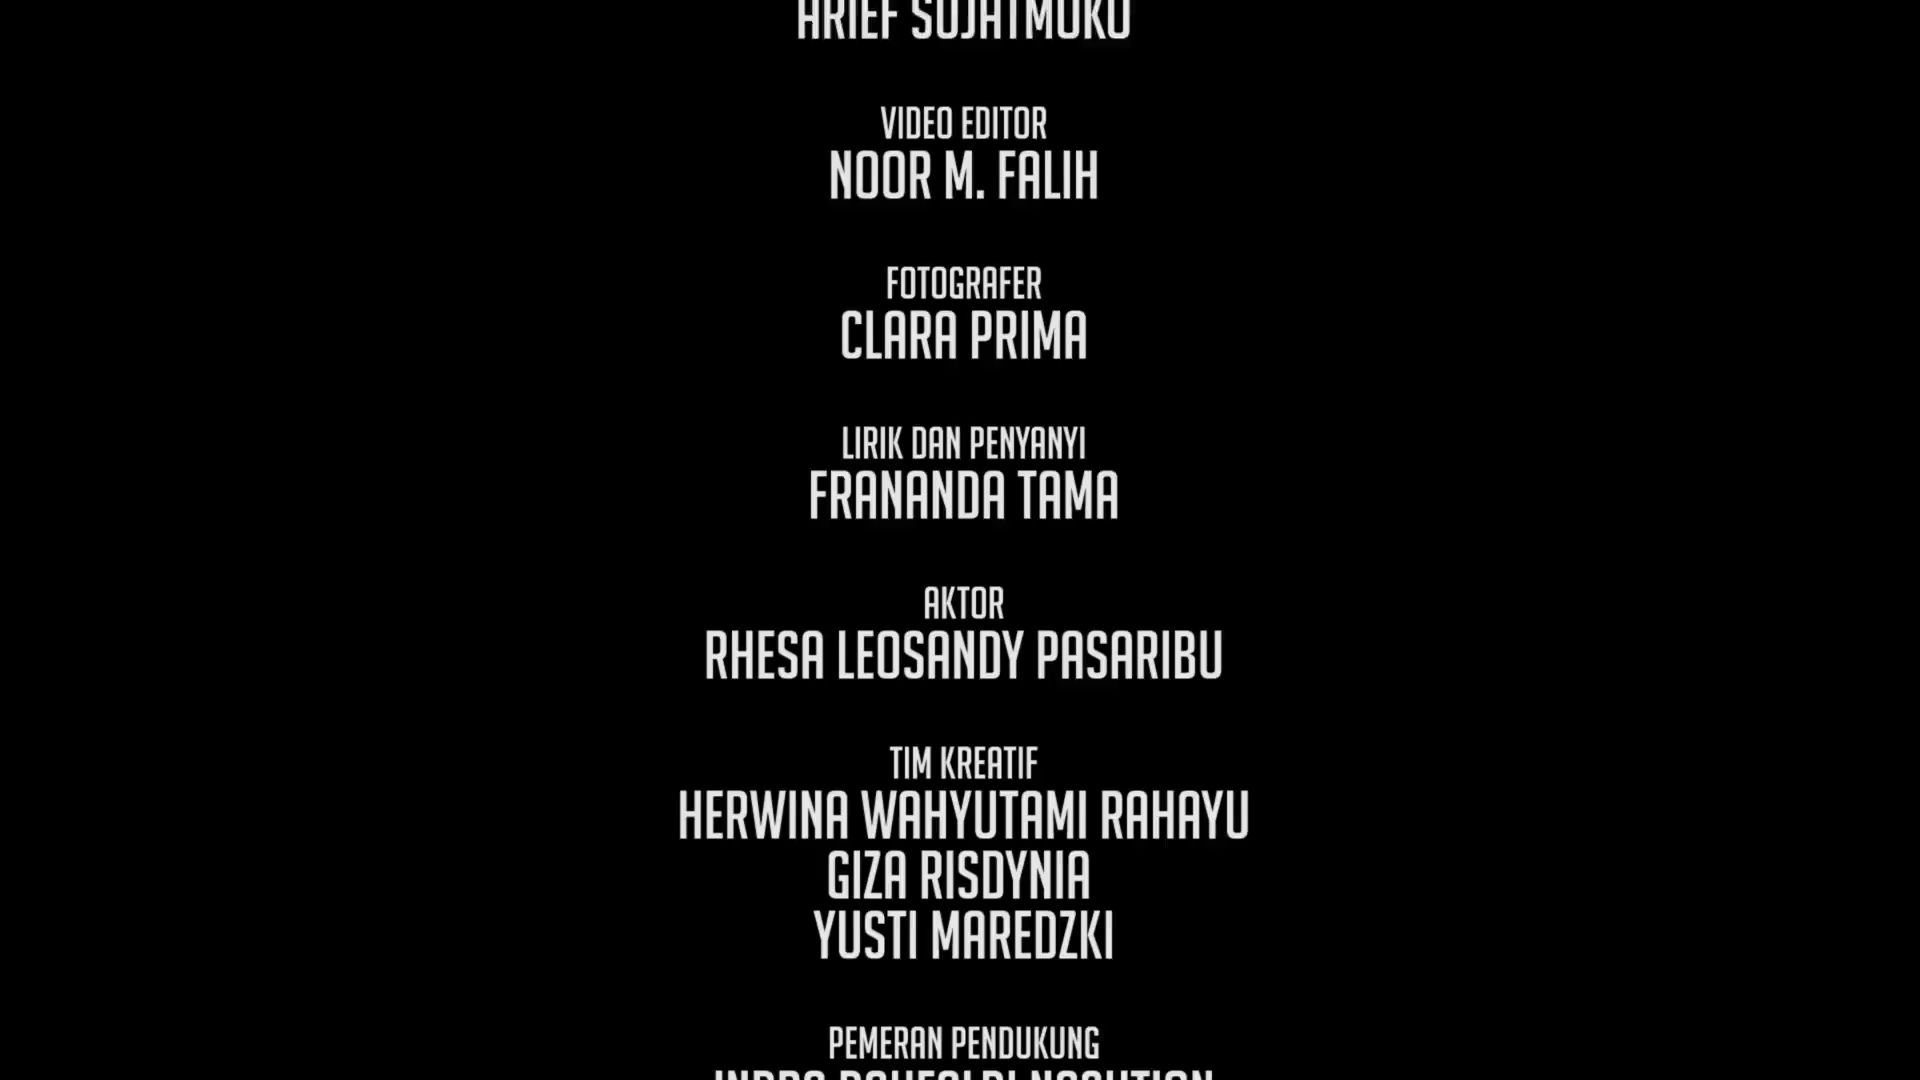 ARIEF SUJATMOKO
VIDEO EDITOR
NOOR M. FALIH
FOTOGRAFER
CLARA PRIMA
LIRIK DAN PENYANYI
FRANANDA TAMA
AKTOR
RHESA LEOSANDY PASARIBU
TIM KREATIF
HERWINA WAHYUTAMI RAHAYU
GIZA RISDYNIA
YUSTI MAREDZKI
PEMERAN PENDUKUNG